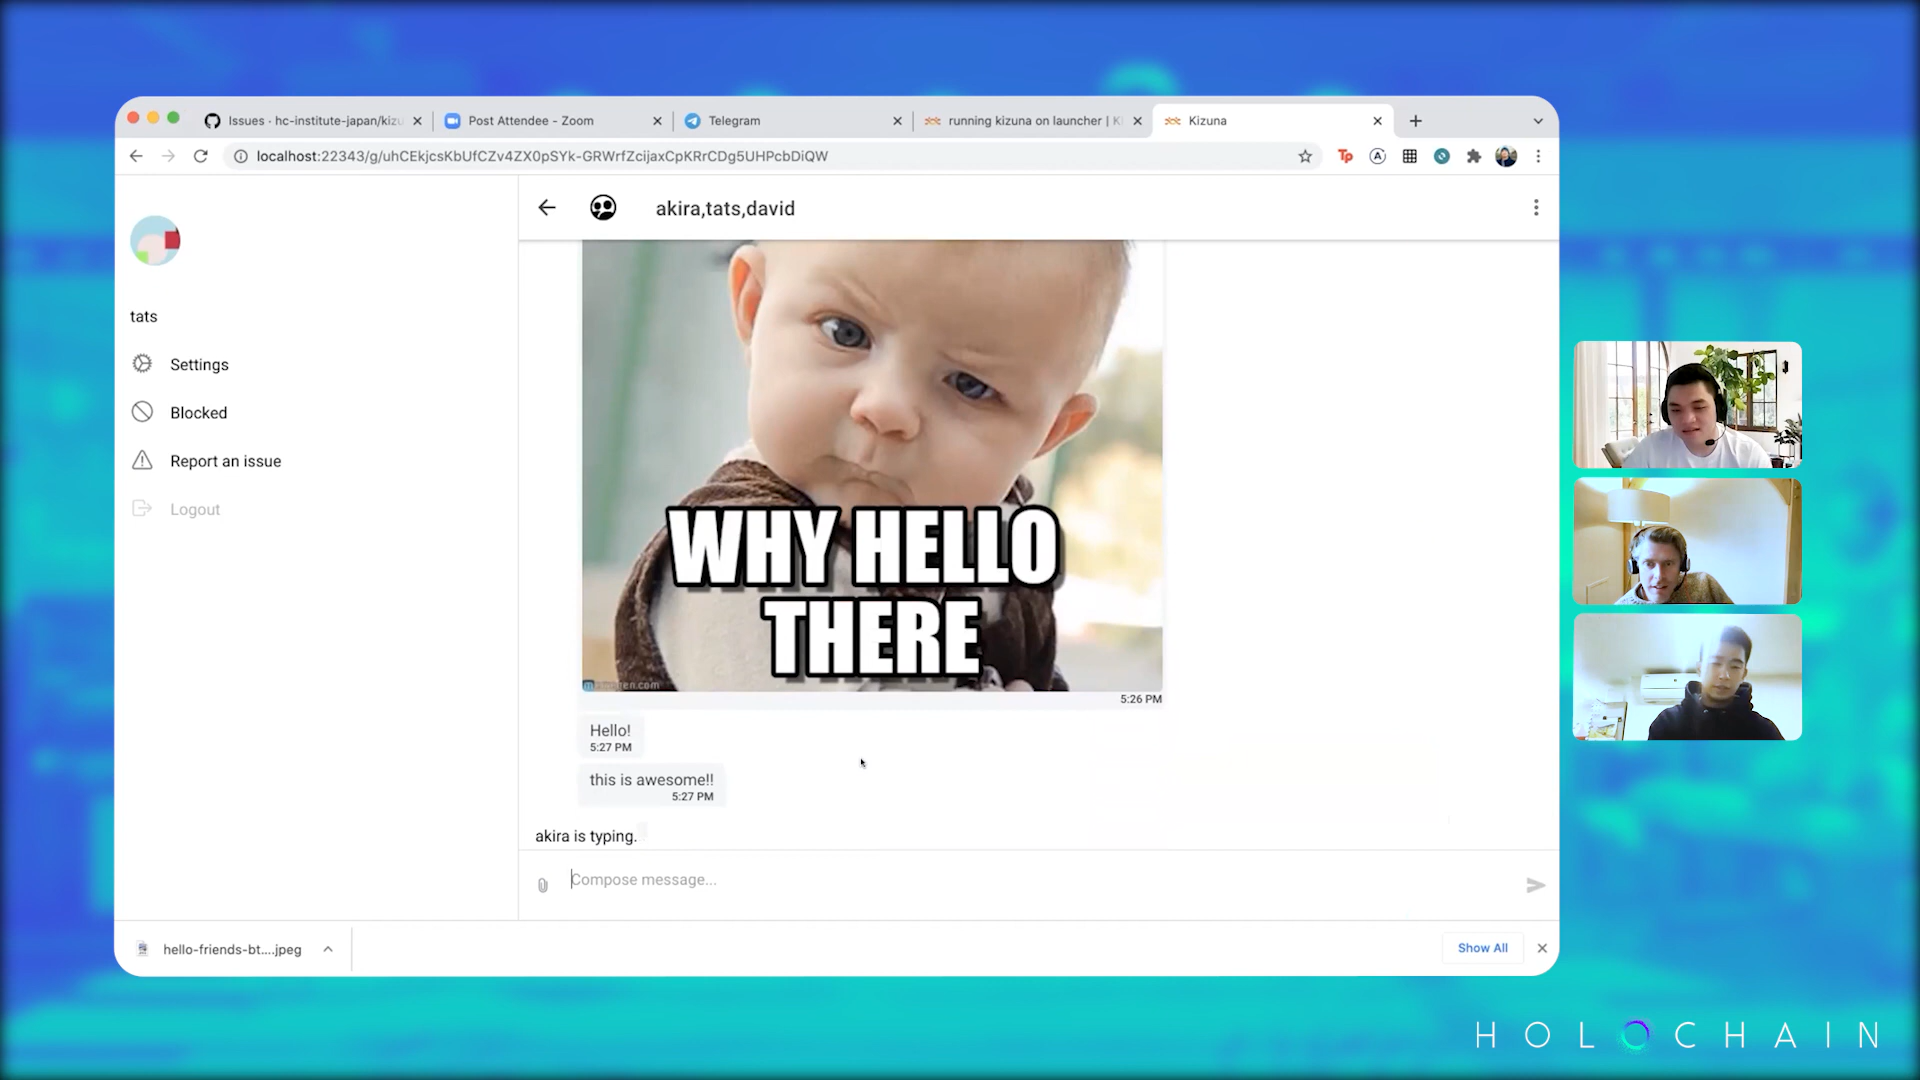 Issues · hc-institute-japan/kizu
Post Attendee - Zoom
Telegram
running kizuna on launcher | K
Kizuna
localhost:22343/g/uhCEkjcsKbUfCZv4ZX0pSYk-GRWrfZcijaxCpKRrCDg5UHPcbDiQW
Tp
A
akira,tats,david
tats
Settings
Blocked
Report an issue
Logout
WHY HELLO
THERE
5:26 PM
Hello!
5:27 PM
this is awesome!!
5:27 PM
akira is typing.
Compose message...
hello-friends-bt....jpeg
Show All
HOLOCHAIN